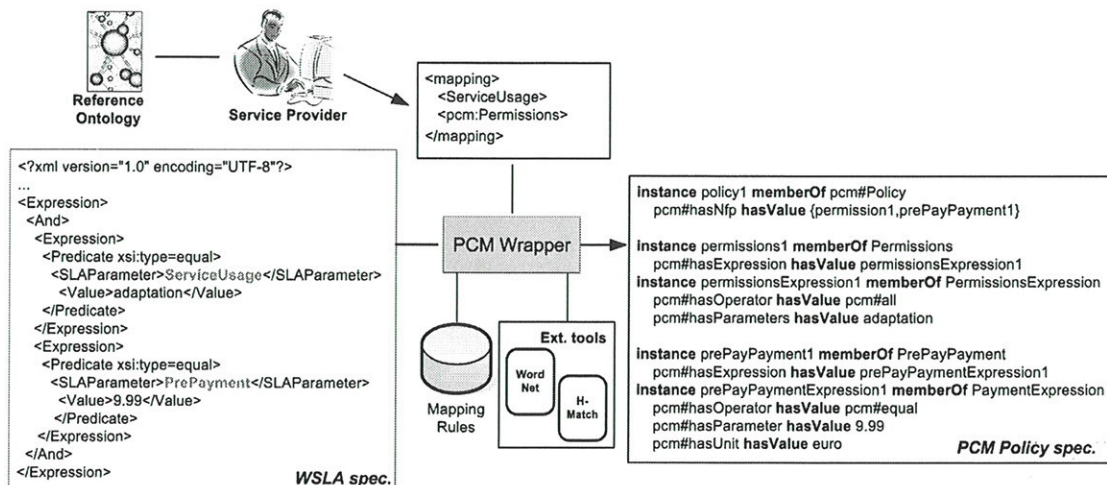 Reference
Ontology
Service Provider
<mapping>
<ServiceUsage>
<pcm:Permissions>
</mapping>
<?xml version="1.0" encoding="UTF-8"?>
...
<Expression>
<And>
<Expression>
<Predicate xsi:type=equal>
<SLAParameter>ServiceUsage</SLAParameter>
<Value>adaptation</Value>
</Predicate>
</Expression>
<Expression>
<Predicate xsi:type=equal>
<SLAParameter>PrePayment</SLAParameter>
<Value>9.99</Value>
</Predicate>
</Expression>
</And>
</Expression>
WSLA spec.
PCM Wrapper
Mapping
Rules
Ext. tools
Word
Net
H-
Match
instance policy1 memberOf pcm#Policy
pcm#hasNfp hasValue {permission1,prePayPayment1}
instance permissions1 memberOf Permissions
pcm#hasExpression hasValue permissionsExpression1
instance permissionsExpression1 memberOf PermissionsExpression
pcm#hasOperator hasValue pcm#all
pcm#hasParameters hasValue adaptation
instance prePayPayment1 memberOf PrePayPayment
pcm#hasExpression hasValue prePayPaymentExpression1
instance prePayPaymentExpression1 memberOf PaymentExpression
pcm#hasOperator hasValue pcm#equal
pcm#hasParameter hasValue 9.99
pcm#hasUnit hasValue euro
PCM Policy spec.